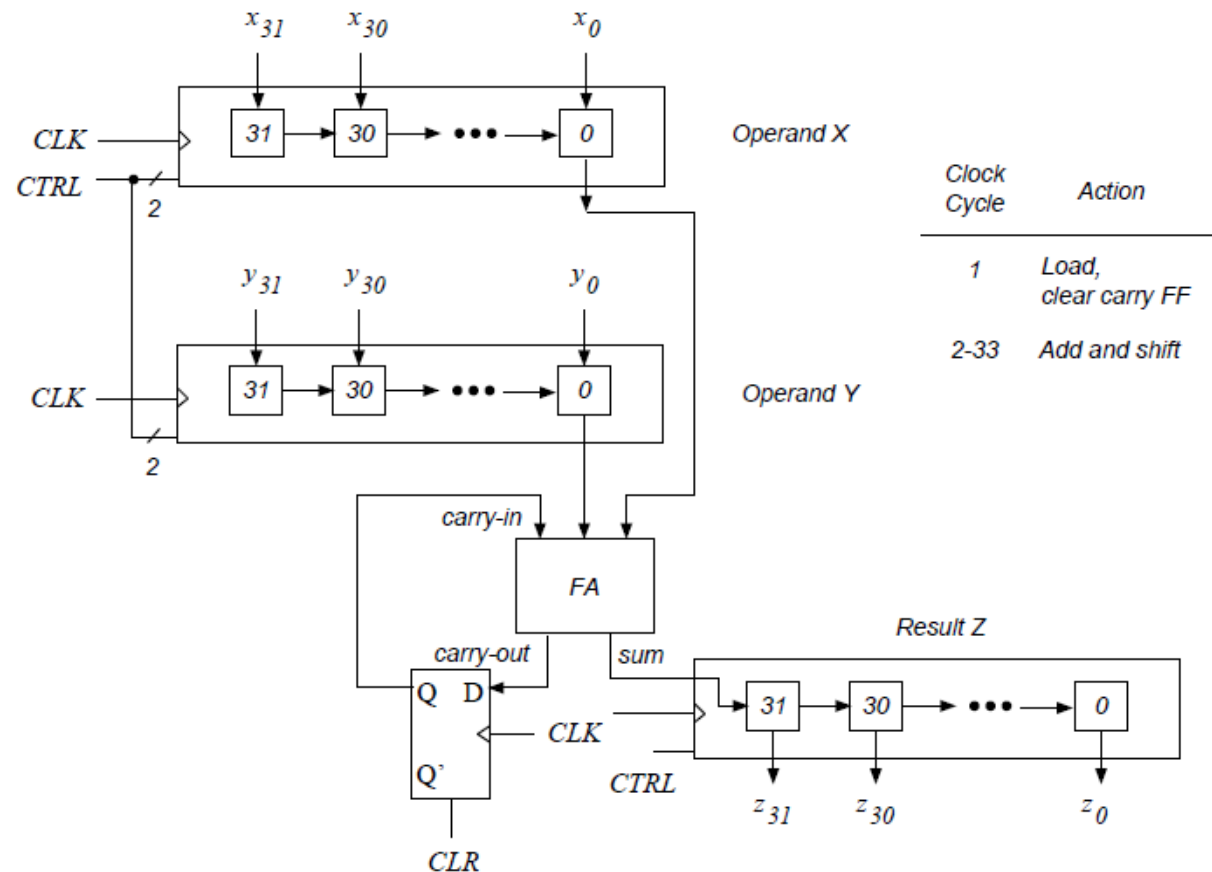 x31 x30 x0
31 30 ••• 0
Operand X
CLK
CTRL
2
Clock Cycle Action
1 Load, clear carry FF
2-33 Add and shift
y31 y30 y0
31 30 ••• 0
Operand Y
CLK
2
carry-in
FA
carry-out sum
Result Z
Q D
31 30 ••• 0
CLK
Q’
CTRL
z31 z30 z0
CLR